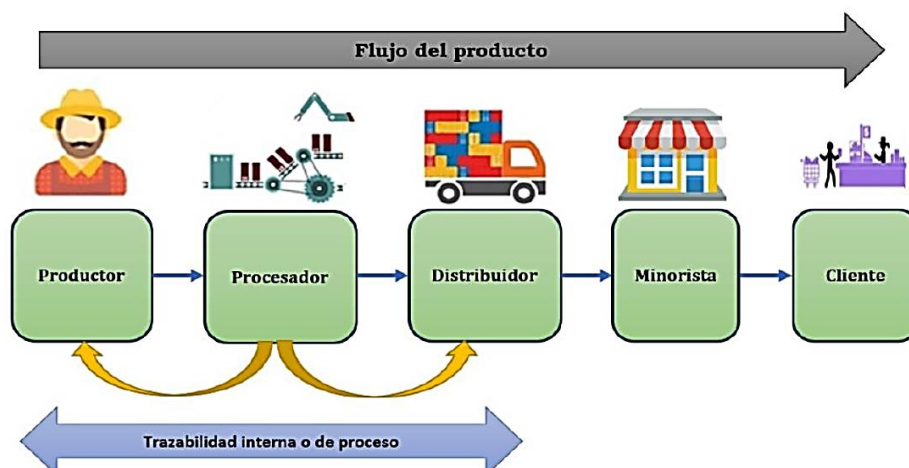 Flujo del producto
Productor
Procesador
Distribuidor
Minorista
Cliente
Trazabilidad interna o de proceso